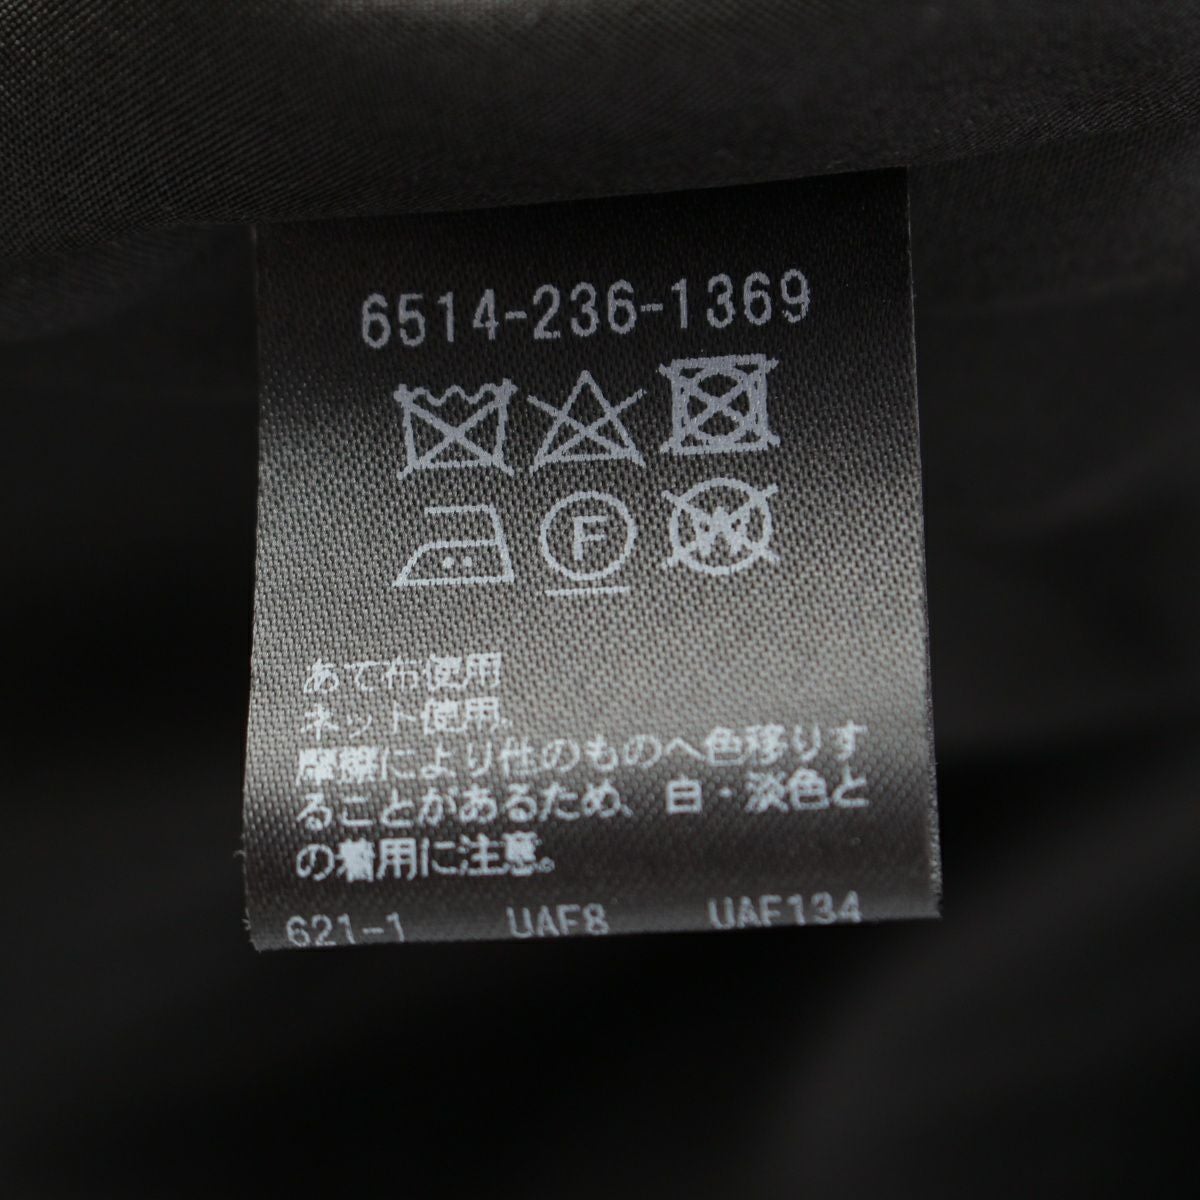 6514-236-1369
F
W
あて布使用
ネット使用
摩擦により他のものへ色移りす
ることがあるため、白・淡色と
の着用に注意。
621-1 UAF8 UAF134